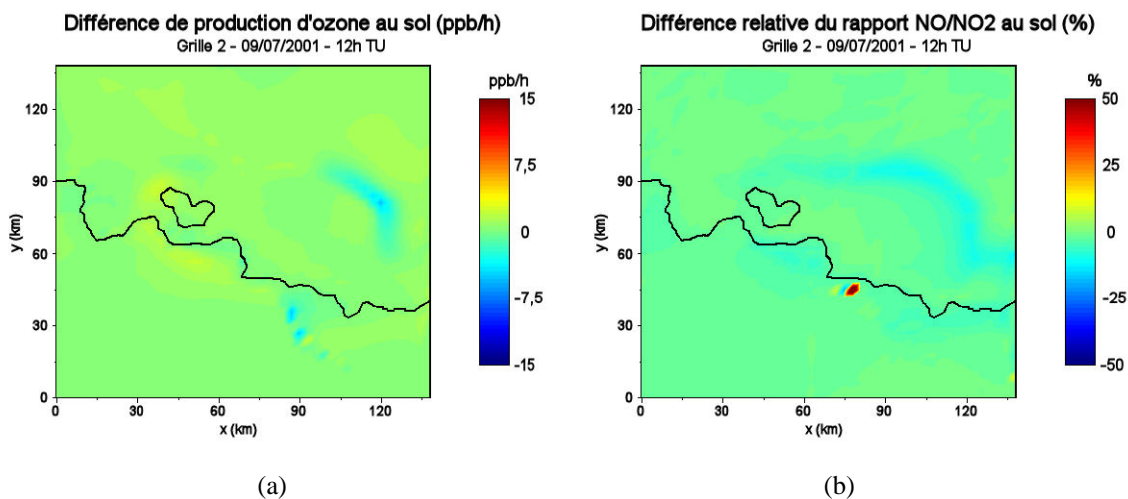 Différence de production d'ozone au sol (ppb/h)
Grille 2 - 09/07/2001 - 12h TU
ppb/h
15
7,5
0
-7,5
-15
120
90
60
30
0
y (km)
0
30
60
90
120
x (km)
(a)
Différence relative du rapport NO/NO2 au sol (%)
Grille 2 - 09/07/2001 - 12h TU
%
50
25
0
-25
-50
120
90
60
30
0
y (km)
0
30
60
90
120
x (km)
(b)